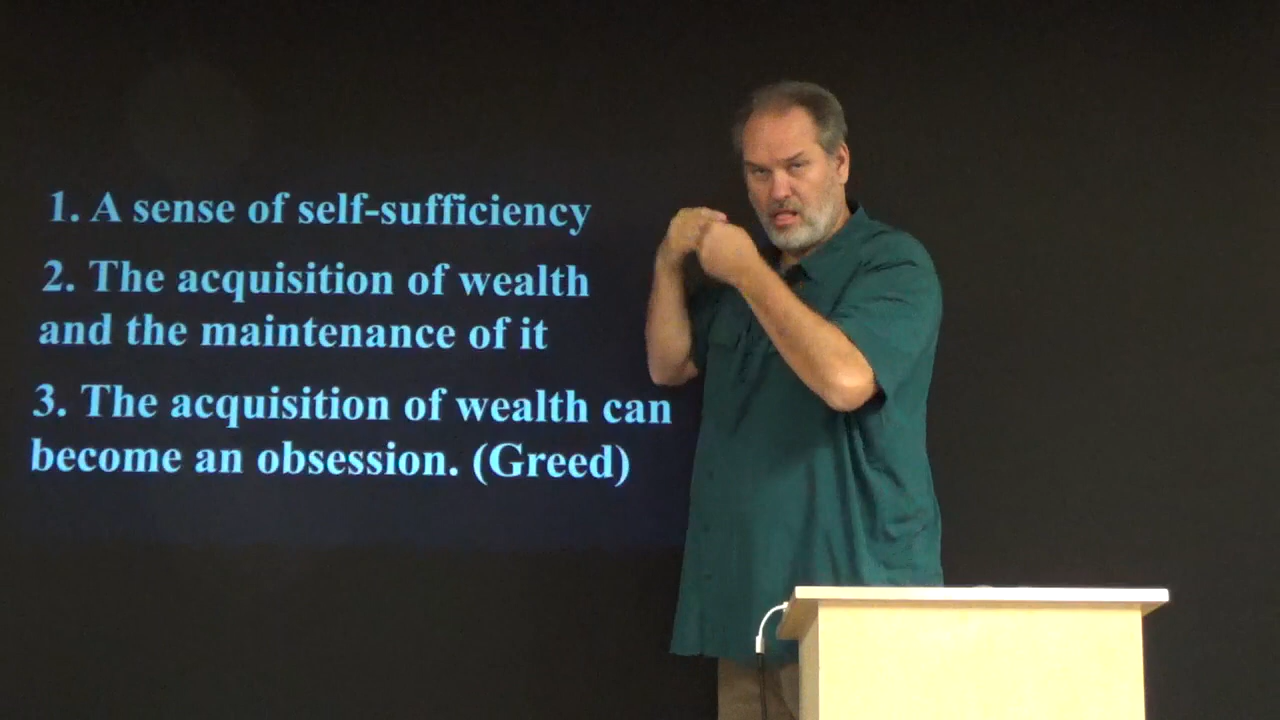 1. A sense of self-sufficiency
2. The acquisition of wealth
and the maintenance of it
3. The acquisition of wealth can
become an obsession. (Greed)